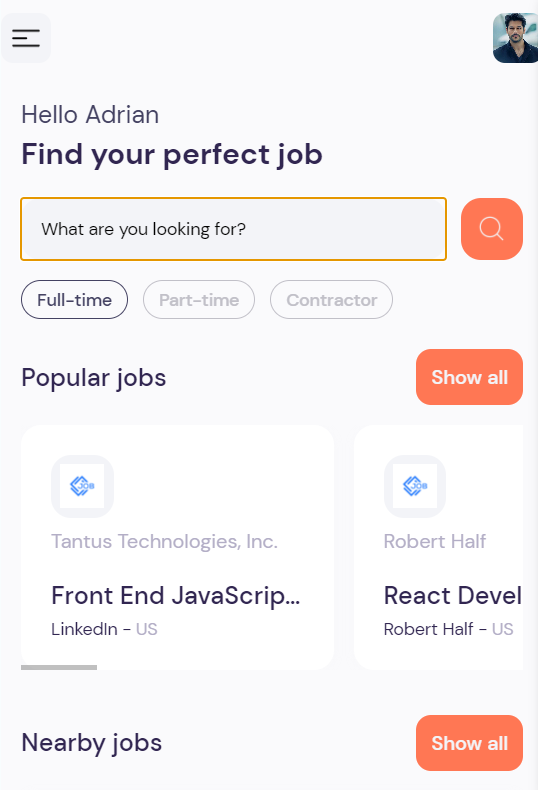 Hello Adrian
Find your perfect job
What are you looking for?
Full-time Part-time Contractor
Popular jobs Show all
JOB JOB
Tantus Technologies, Inc. Robert Half
Front End JavaScrip... React Devel
LinkedIn - US Robert Half - US
Nearby jobs Show all